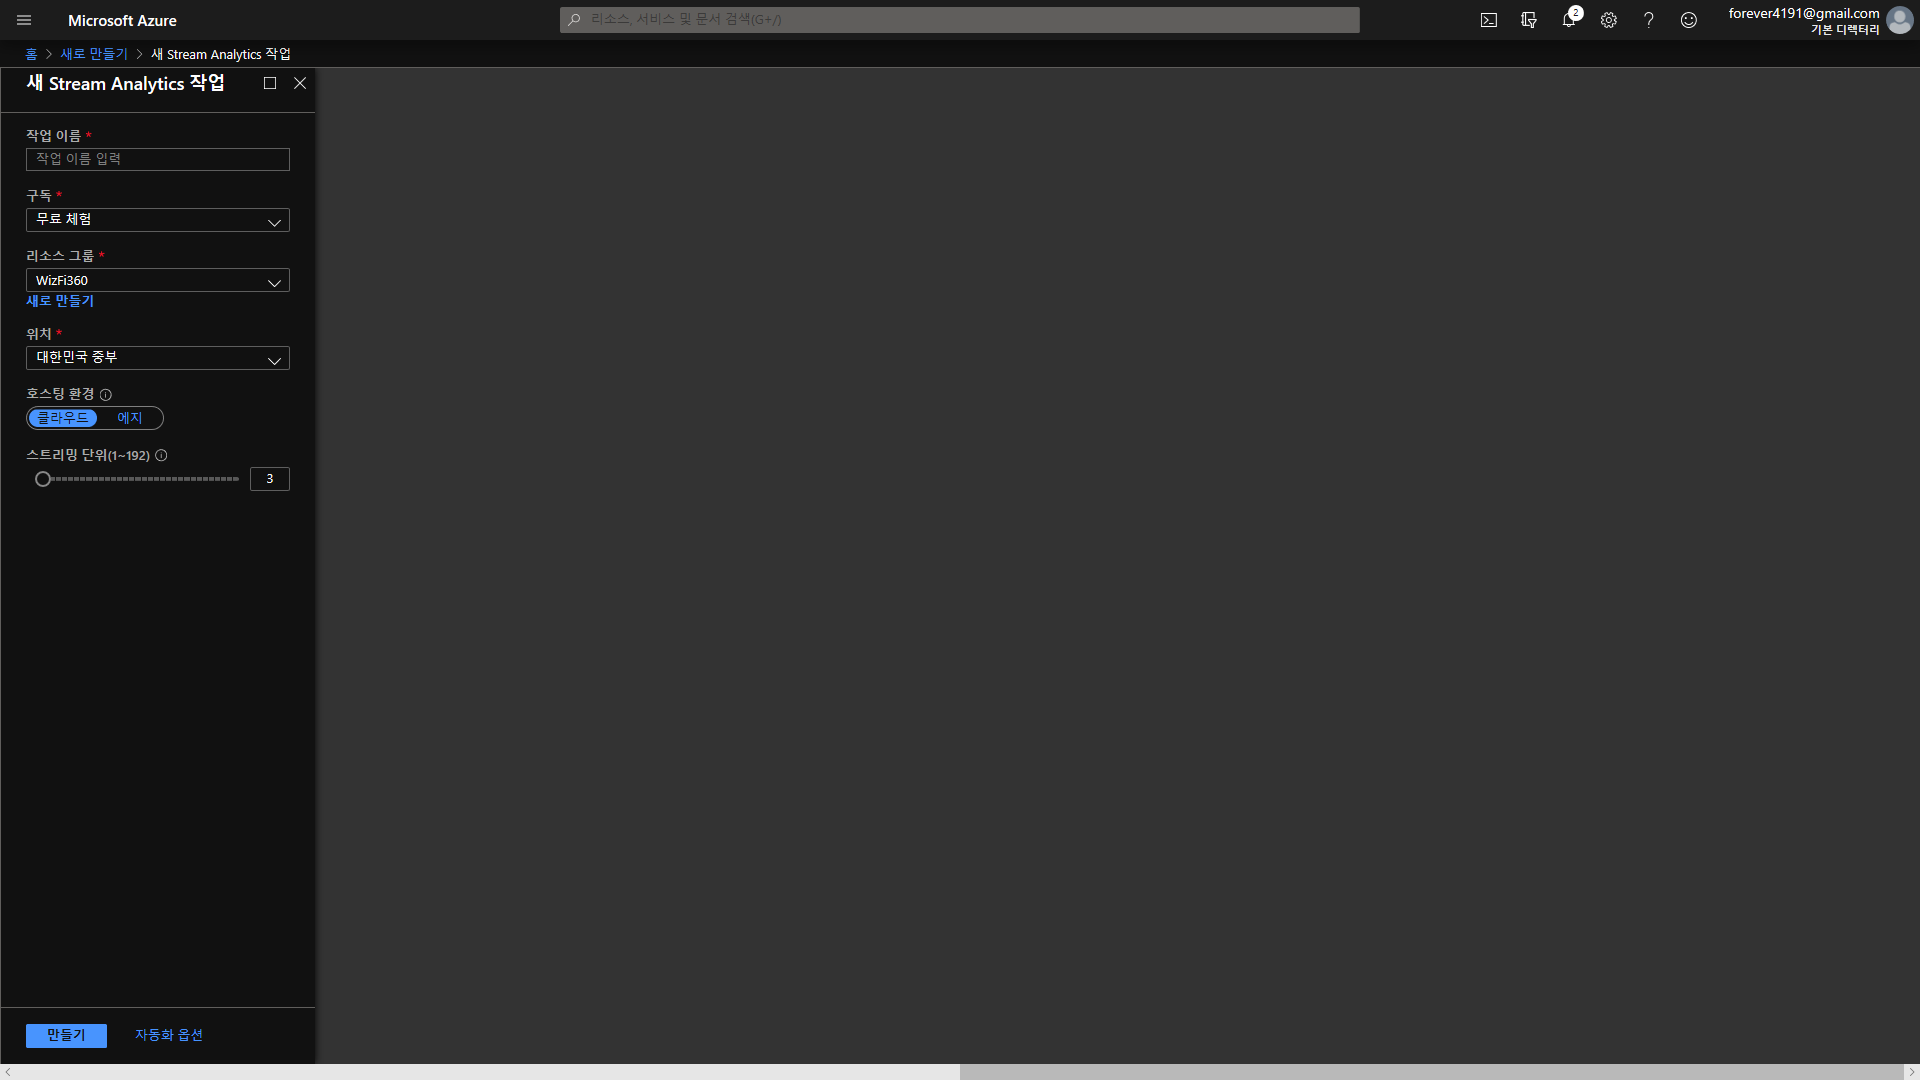 Microsoft Azure
리소스, 서비스 및 문서 검색(G+/)
2
forever4191@gmail.com
기본 디렉터리
홈 > 새로 만들기 > 새 Stream Analytics 작업
새 Stream Analytics 작업
작업 이름 *
작업 이름 입력
구독 *
무료 체험
리소스 그룹 *
WizFi360
새로 만들기
위치 *
대한민국 중부
호스팅 환경
클라우드 에지
스트리밍 단위(1~192)
3
만들기 자동화 옵션